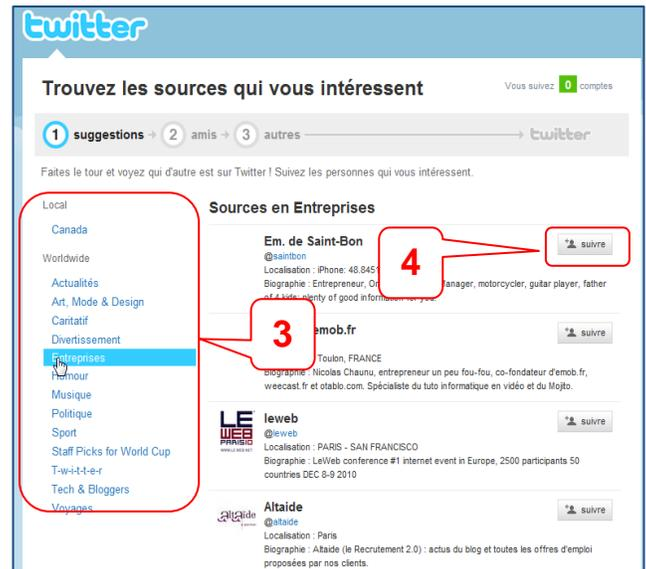 twitter
Trouvez les sources qui vous intéressent
Vous suivez 0 comptes
1 suggestions 2 amis 3 autres twitter
Faites le tour et voyez qui d'autre est sur Twitter ! Suivez les personnes qui vous intéressent.
Local
Canada
Worldwide
Actualités
Art, Mode & Design
Caritatif
Divertissement
Entreprises
Humour
Musique
Politique
Sport
Staff Picks for World Cup
T-w-i-t-t-e-r
Tech & Bloggers
Voyages
3
Sources en Entreprises
Em. de Saint-Bon
@saintbon
Localisation : iPhone: 48.8451
Biographie : Entrepreneur, motorcycler, guitar player, father
of 4 kids: plenty of good information for you.
suivre
4
emob.fr
Toulon, FRANCE
Biographie : Nicolas Chaunu, entrepreneur un peu fou-fou, co-fondateur d'emob.fr,
weecast.fr et otablo.com. Spécialiste du tuto informatique en vidéo et du Mojito.
suivre
LE
WEB
PARIS10
WWW.LEWEB.NET
leweb
@leweb
Localisation : PARIS - SAN FRANCISCO
Biographie : LeWeb conference #1 internet event in Europe, 2500 participants 50
countries DEC 8-9 2010
suivre
altaide
Altaide
@altaide
Localisation : Paris
Biographie : Altaide (le Recrutement 2.0) : actus du blog et toutes les offres d'emploi
proposées par nos clients.
suivre